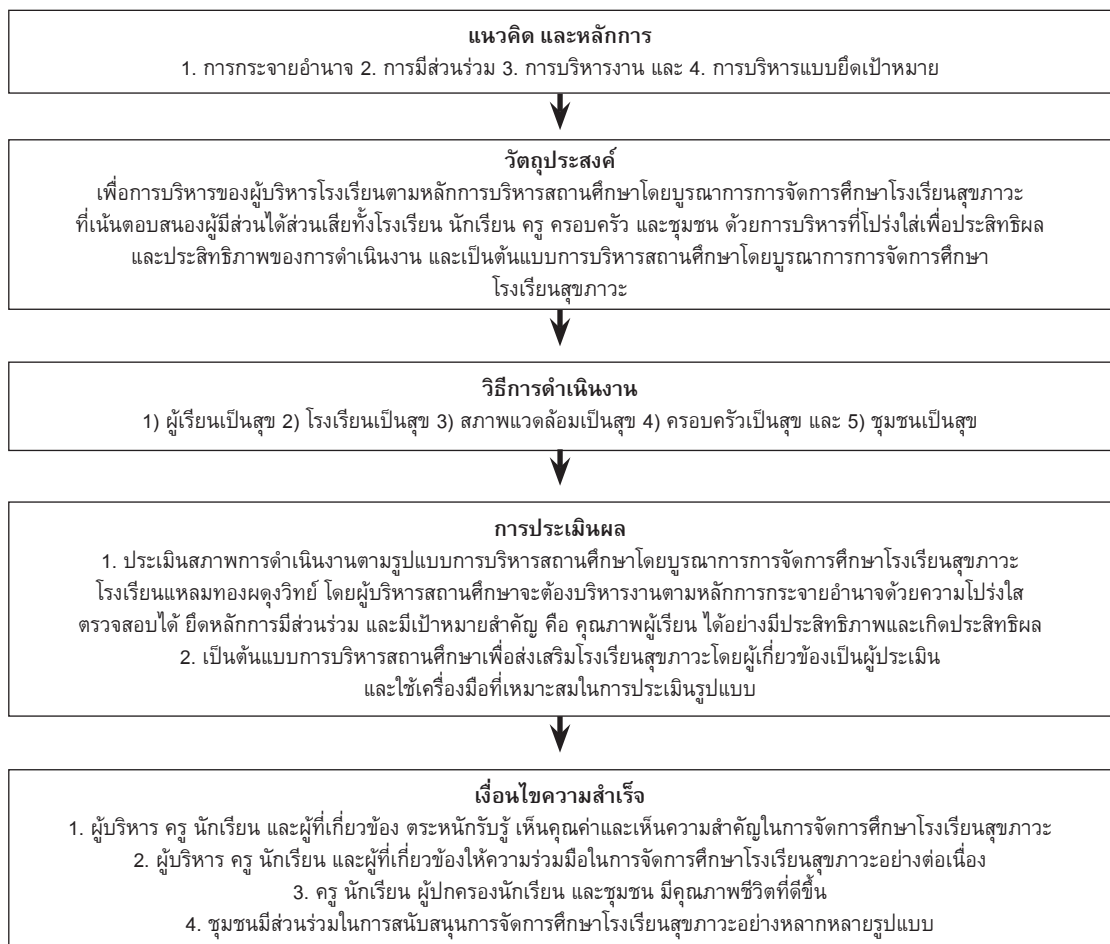 แนวคิด และหลักการ
1. การกระจายอำนาจ 2. การมีส่วนร่วม 3. การบริหารงาน และ 4. การบริหารแบบยึดเป้าหมาย
วัตถุประสงค์
เพื่อการบริหารของผู้บริหารโรงเรียนตามหลักการบริหารสถานศึกษาโดยบูรณาการการจัดการศึกษาโรงเรียนสุขภาวะ
ที่เน้นตอบสนองผู้มีส่วนได้ส่วนเสียทั้งโรงเรียน นักเรียน ครู ครอบครัว และชุมชน ด้วยการบริหารที่โปร่งใส่เพื่อประสิทธิผล
และประสิทธิภาพของการดำเนินงาน และเป็นต้นแบบการบริหารสถานศึกษาโดยบูรณาการการจัดการศึกษา
โรงเรียนสุขภาวะ
วิธีการดำเนินงาน
1) ผู้เรียนเป็นสุข 2) โรงเรียนเป็นสุข 3) สภาพแวดล้อมเป็นสุข 4) ครอบครัวเป็นสุข และ 5) ชุมชนเป็นสุข
การประเมินผล
1. ประเมินสภาพการดำเนินงานตามรูปแบบการบริหารสถานศึกษาโดยบูรณาการการจัดการศึกษาโรงเรียนสุขภาวะ
โรงเรียนแหลมทองผดุงวิทย์ โดยผู้บริหารสถานศึกษาจะต้องบริหารงานตามหลักการกระจายอำนาจด้วยความโปร่งใส
ตรวจสอบได้ ยึดหลักการมีส่วนร่วม และมีเป้าหมายสำคัญ คือ คุณภาพผู้เรียน ได้อย่างมีประสิทธิภาพและเกิดประสิทธิผล
2. เป็นต้นแบบการบริหารสถานศึกษาเพื่อส่งเสริมโรงเรียนสุขภาวะโดยผู้เกี่ยวข้องเป็นผู้ประเมิน
และใช้เครื่องมือที่เหมาะสมในการประเมินรูปแบบ
เงื่อนไขความสำเร็จ
1. ผู้บริหาร ครู นักเรียน และผู้ที่เกี่ยวข้อง ตระหนักรับรู้ เห็นคุณค่าและเห็นความสำคัญในการจัดการศึกษาโรงเรียนสุขภาวะ
2. ผู้บริหาร ครู นักเรียน และผู้ที่เกี่ยวข้องให้ความร่วมมือในการจัดการศึกษาโรงเรียนสุขภาวะอย่างต่อเนื่อง
3. ครู นักเรียน ผู้ปกครองนักเรียน และชุมชน มีคุณภาพชีวิตที่ดีขึ้น
4. ชุมชนมีส่วนร่วมในการสนับสนุนการจัดการศึกษาโรงเรียนสุขภาวะอย่างหลากหลายรูปแบบ